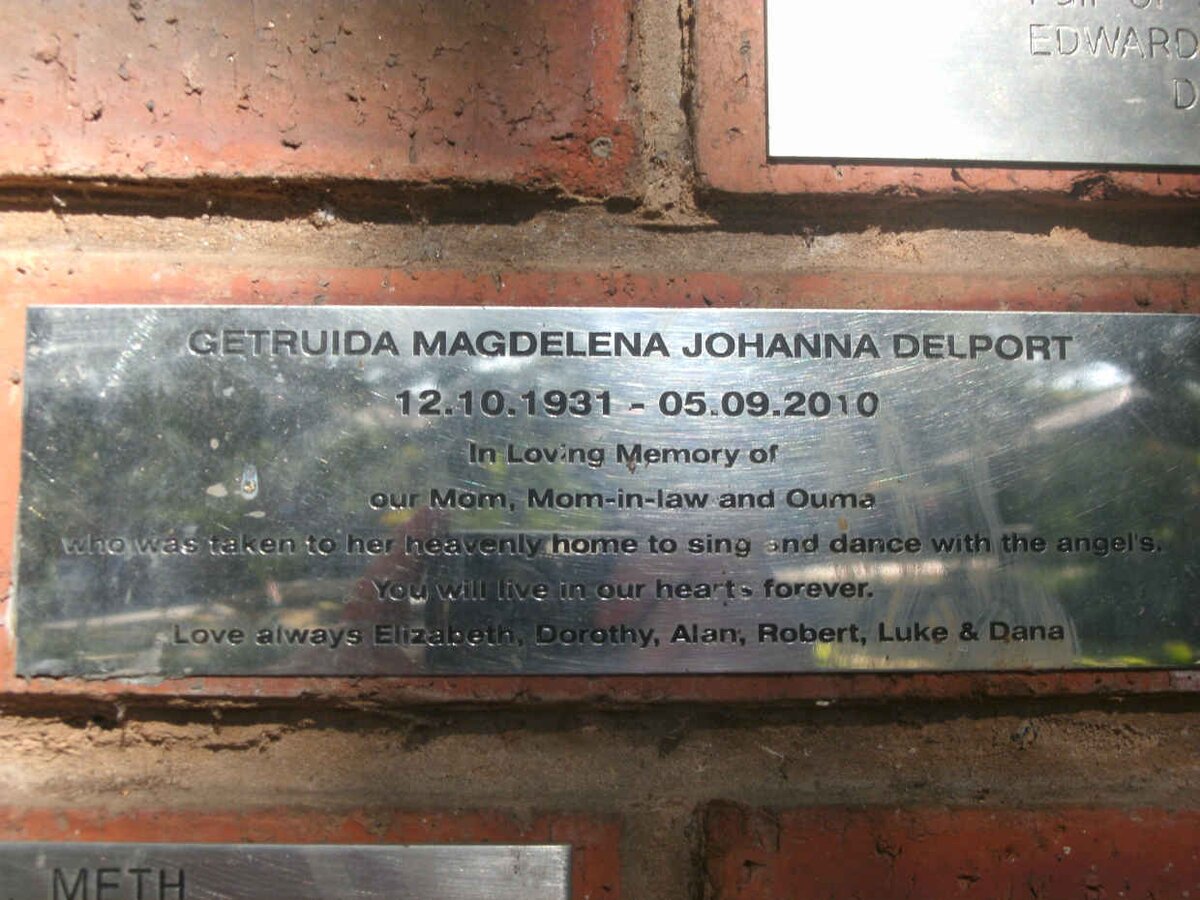 EDWARD
D
GETRUIDA MAGDELENA JOHANNA DELPORT
12.10.1931 - 05.09.2010
In Loving Memory of
our Mom, Mom-in-law and Ouma
who was taken to her heavenly home to sing and dance with the angel's.
You will live in our hearts forever.
Love always Elizabeth, Dorothy, Alan, Robert, Luke & Dana
METH